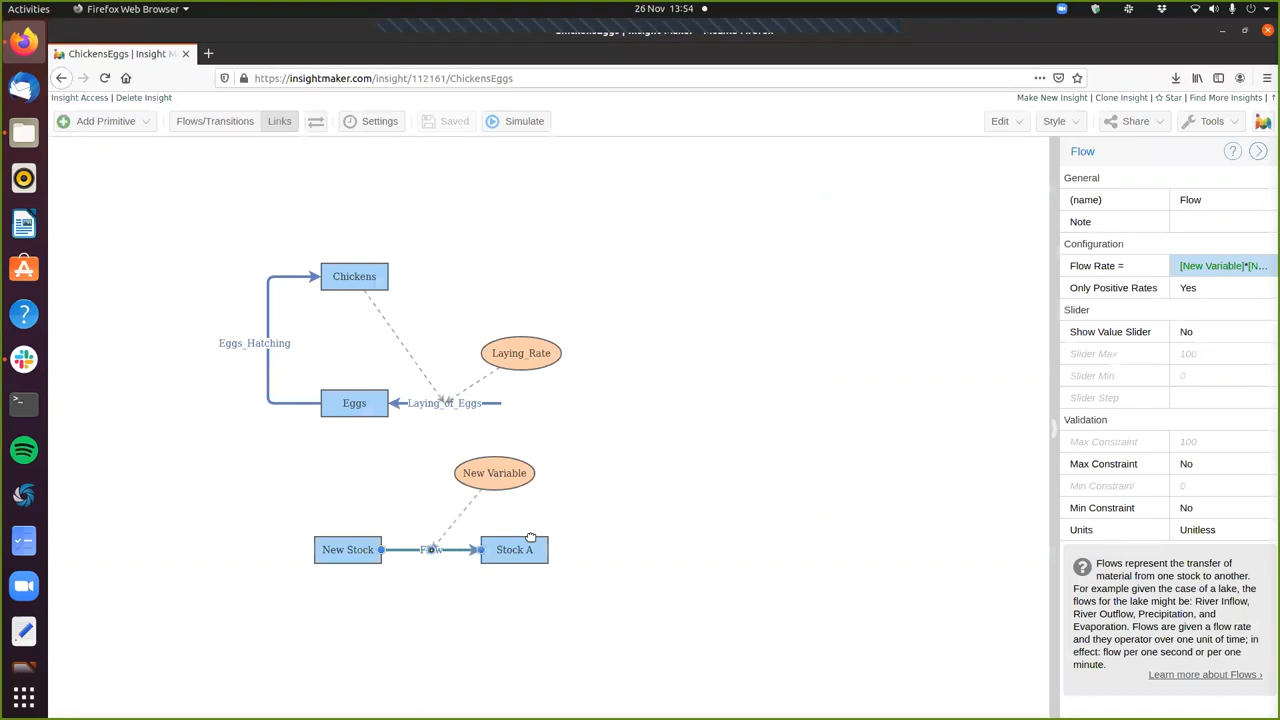 Activities
Firefox Web Browser
26 Nov 13:54
ChickensEggs | Insight Maker - Mozilla Firefox
ChickensEggs | Insight M
https://insightmaker.com/insight/112161/ChickensEggs
Insight Access | Delete Insight
Make New Insight | Clone Insight | Star | Find More Insights |
Add Primitive
Flows/Transitions
Links
Settings
Saved
Simulate
Edit
Style
Share
Tools
Chickens
Eggs_Hatching
Laying_Rate
Eggs
Laying_of_Eggs
New Variable
New Stock
Flow
Stock A
Flow
General
(name) Flow
Note
Configuration
Flow Rate = [New Variable]*[N...
Only Positive Rates Yes
Slider
Show Value Slider No
Slider Max 100
Slider Min 0
Slider Step
Validation
Max Constraint 100
Max Constraint No
Min Constraint 0
Min Constraint No
Units Unitless
Flows represent the transfer of
material from one stock to another.
For example given the case of a lake, the
flows for the lake might be: River Inflow,
River Outflow, Precipitation, and
Evaporation. Flows are given a flow rate
and they operator over one unit of time; in
effect: flow per one second or per one
minute.
Learn more about Flows ›